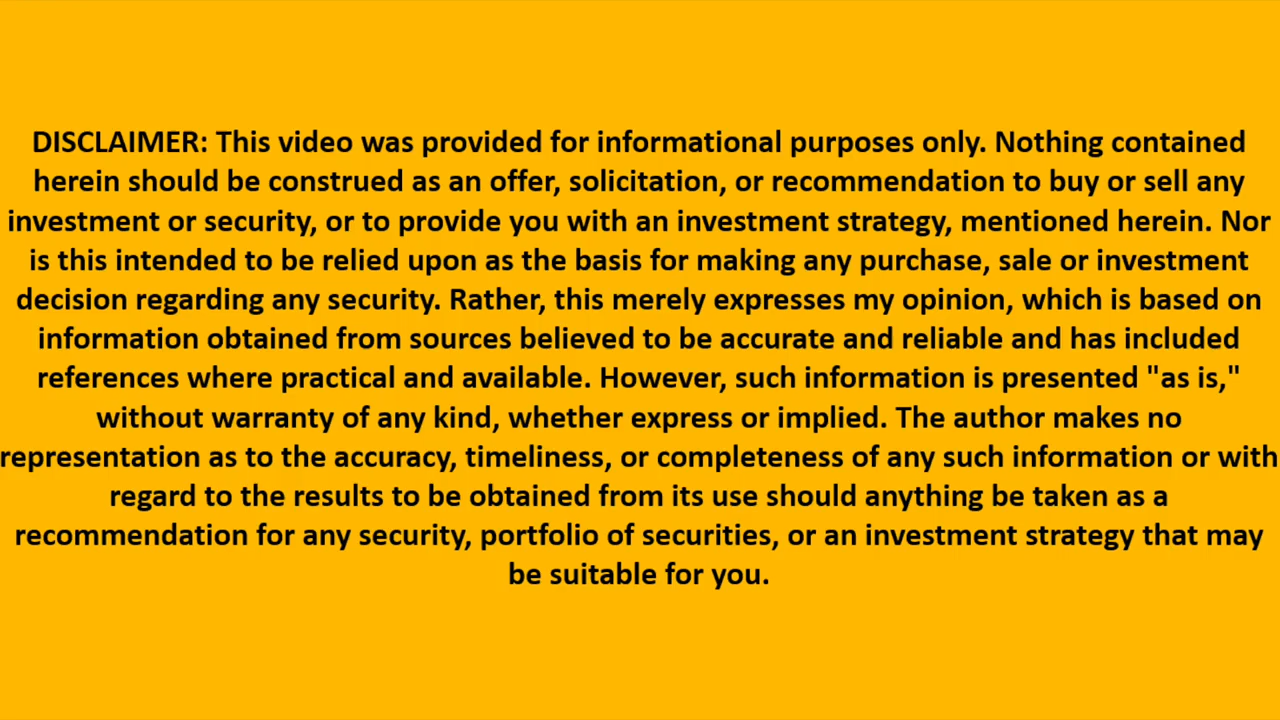 DISCLAIMER: This video was provided for informational purposes only. Nothing contained
herein should be construed as an offer, solicitation, or recommendation to buy or sell any
investment or security, or to provide you with an investment strategy, mentioned herein. Nor
is this intended to be relied upon as the basis for making any purchase, sale or investment
decision regarding any security. Rather, this merely expresses my opinion, which is based on
information obtained from sources believed to be accurate and reliable and has included
references where practical and available. However, such information is presented "as is,"
without warranty of any kind, whether express or implied. The author makes no
representation as to the accuracy, timeliness, or completeness of any such information or with
regard to the results to be obtained from its use should anything be taken as a
recommendation for any security, portfolio of securities, or an investment strategy that may
be suitable for you.